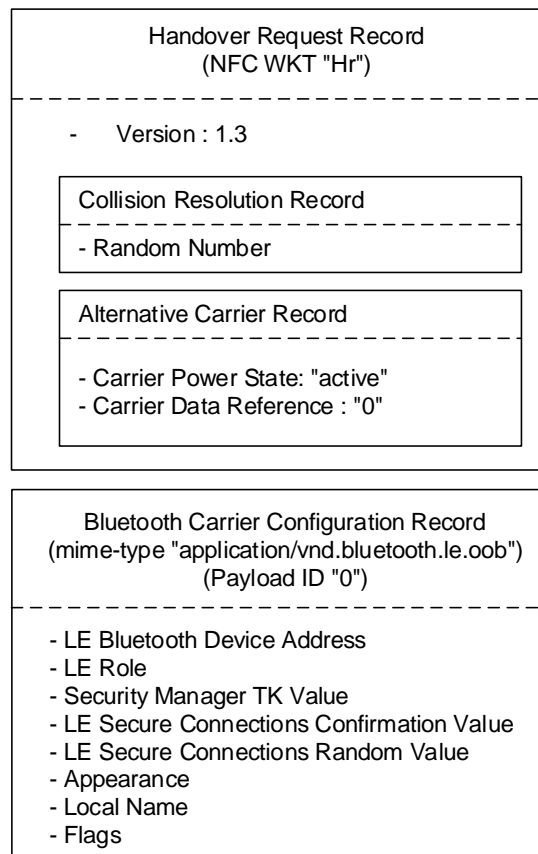 Handover Request Record
(NFC WKT "Hr")
- Version : 1.3
Collision Resolution Record
- Random Number
Alternative Carrier Record
- Carrier Power State: "active"
- Carrier Data Reference : "0"
Bluetooth Carrier Configuration Record
(mime-type "application/vnd.bluetooth.le.oob")
(Payload ID "0")
- LE Bluetooth Device Address
- LE Role
- Security Manager TK Value
- LE Secure Connections Confirmation Value
- LE Secure Connections Random Value
- Appearance
- Local Name
- Flags